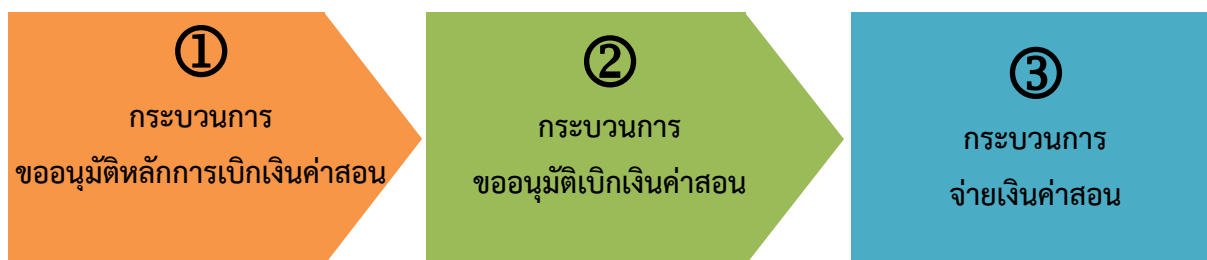 ①
กระบวนการ
ขออนุมัติหลักการเบิกเงินค่าสอน
②
กระบวนการ
ขออนุมัติเบิกเงินค่าสอน
③
กระบวนการ
จ่ายเงินค่าสอน